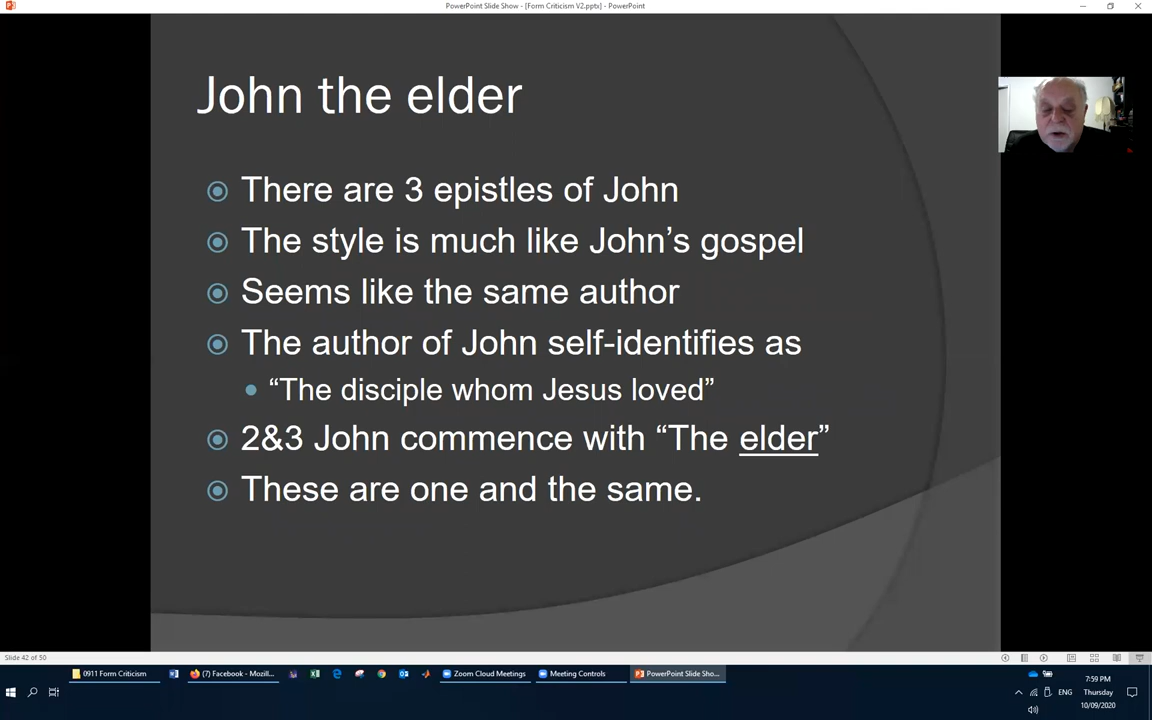 PowerPoint Slide Show - [Form Criticism V2.pptx] - PowerPoint
John the elder
There are 3 epistles of John
The style is much like John’s gospel
Seems like the same author
The author of John self-identifies as
“The disciple whom Jesus loved”
2&3 John commence with “The elder”
These are one and the same.
Slide 42 of 50
0911 Form Criticism
(7) Facebook - Mozill...
Zoom Cloud Meetings
Meeting Controls
PowerPoint Slide Sho...
ENG
7:59 PM
Thursday
10/09/2020